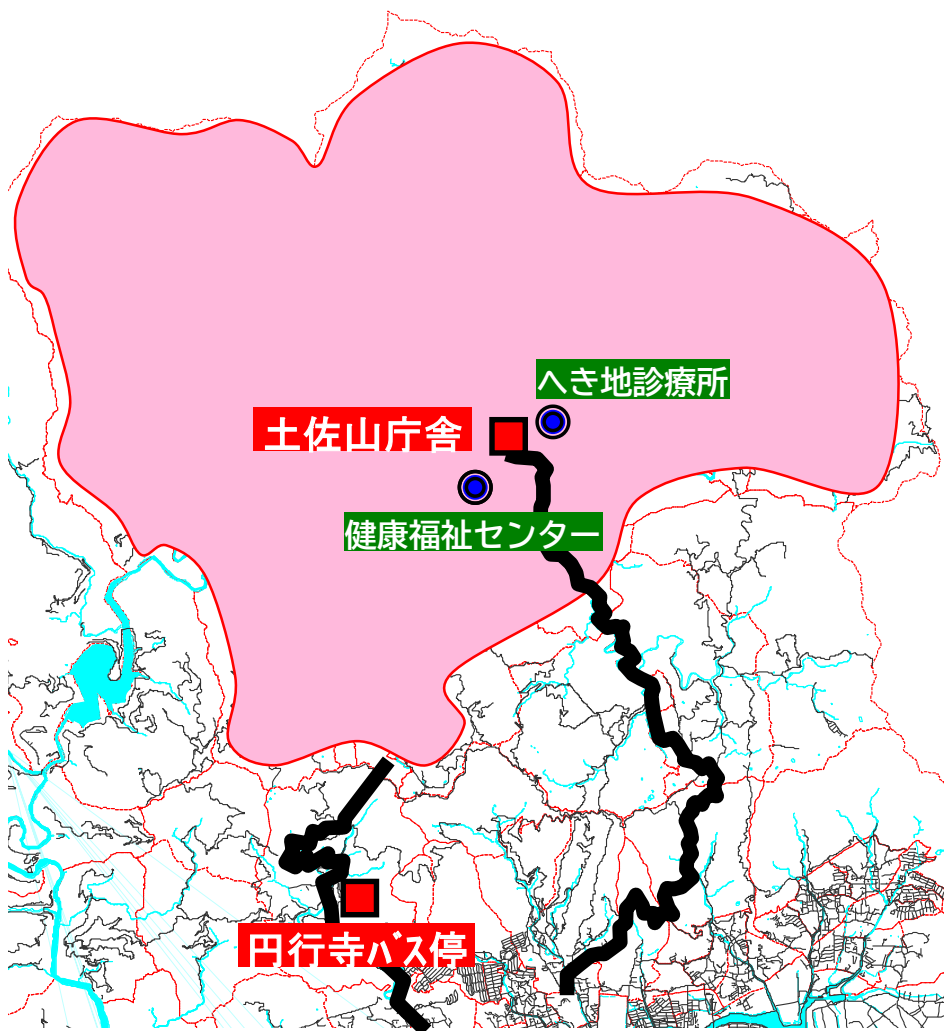 へき地診療所
土佐山庁舎
健康福祉センター
円行寺バス停